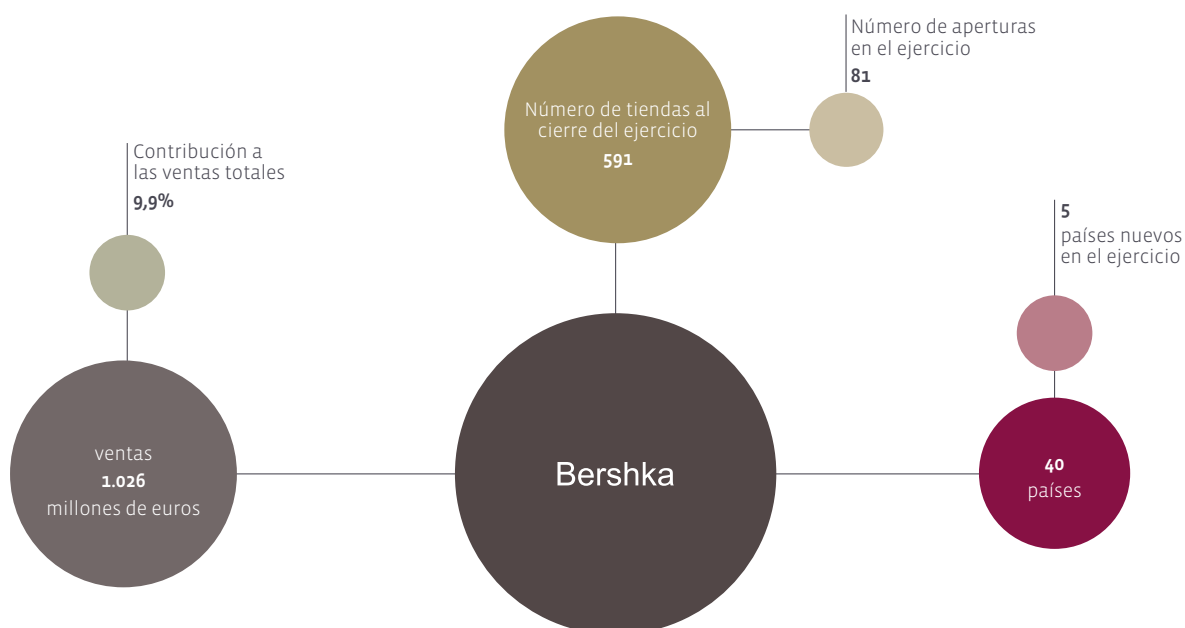 Número de aperturas
en el ejercicio
81
Número de tiendas al
cierre del ejercicio
591
Contribución a
las ventas totales
9,9%
5
países nuevos
en el ejercicio
ventas
1.026
millones de euros
Bershka
40
países